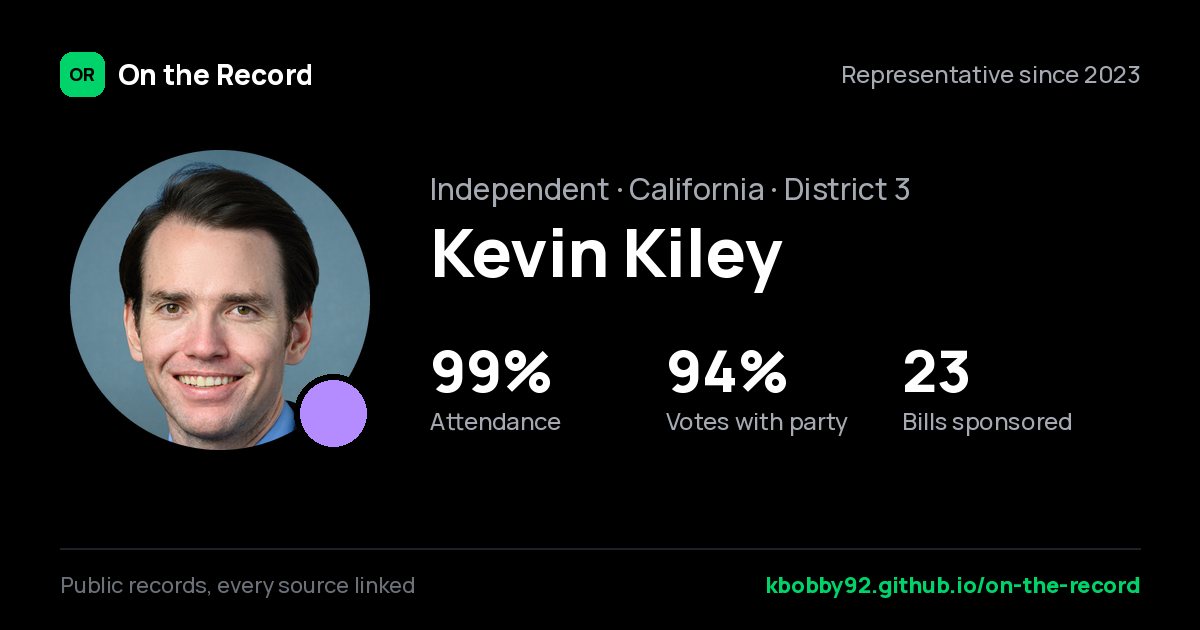 OR On the Record
Representative since 2023
Independent · California · District 3
Kevin Kiley
99% 94% 23
Attendance Votes with party Bills sponsored
Public records, every source linked
kbobby92.github.io/on-the-record